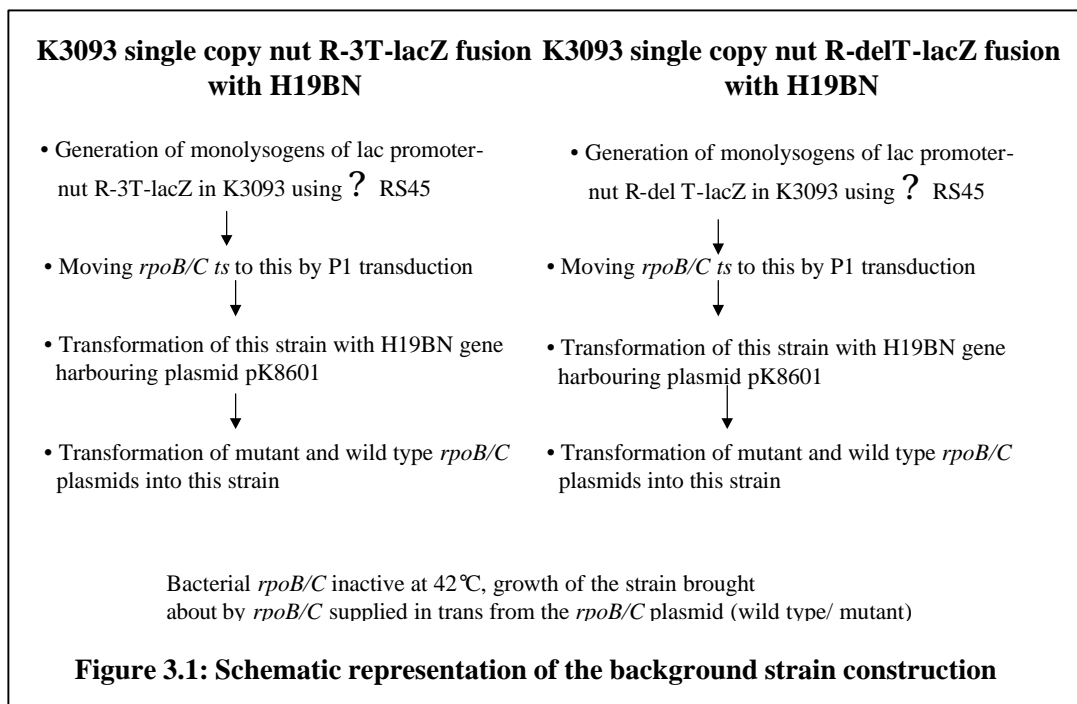 K3093 single copy nut R-3T-lacZ fusion
with H19BN
• Generation of monolysogens of lac promoter-
nut R-3T-lacZ in K3093 using ? RS45
• Moving rpoB/C ts to this by P1 transduction
• Transformation of this strain with H19BN gene
harbouring plasmid pK8601
• Transformation of mutant and wild type rpoB/C
plasmids into this strain
K3093 single copy nut R-delT-lacZ fusion
with H19BN
• Generation of monolysogens of lac promoter-
nut R-del T-lacZ in K3093 using ? RS45
• Moving rpoB/C ts to this by P1 transduction
• Transformation of this strain with H19BN gene
harbouring plasmid pK8601
• Transformation of mutant and wild type rpoB/C
plasmids into this strain
Bacterial rpoB/C inactive at 42℃, growth of the strain brought
about by rpoB/C supplied in trans from the rpoB/C plasmid (wild type/ mutant)
Figure 3.1: Schematic representation of the background strain construction